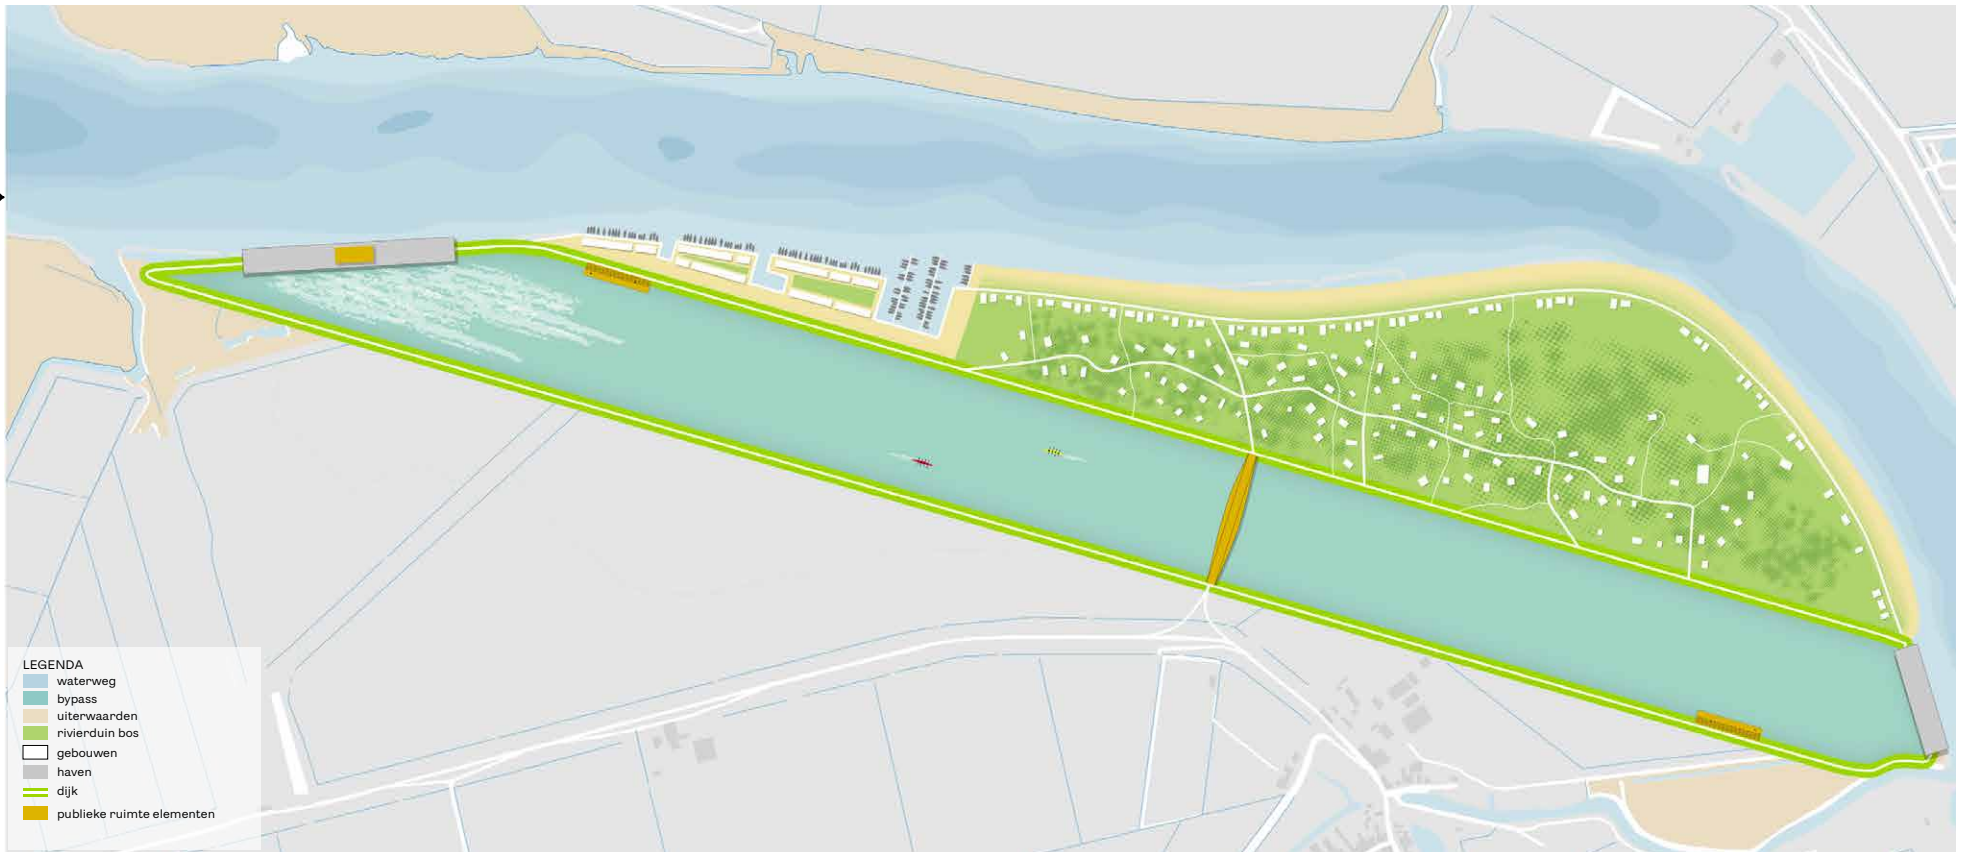 LEGENDA
waterweg
bypass
uiterwaarden
rivierduin bos
gebouwen
haven
dijk
publieke ruimte elementen